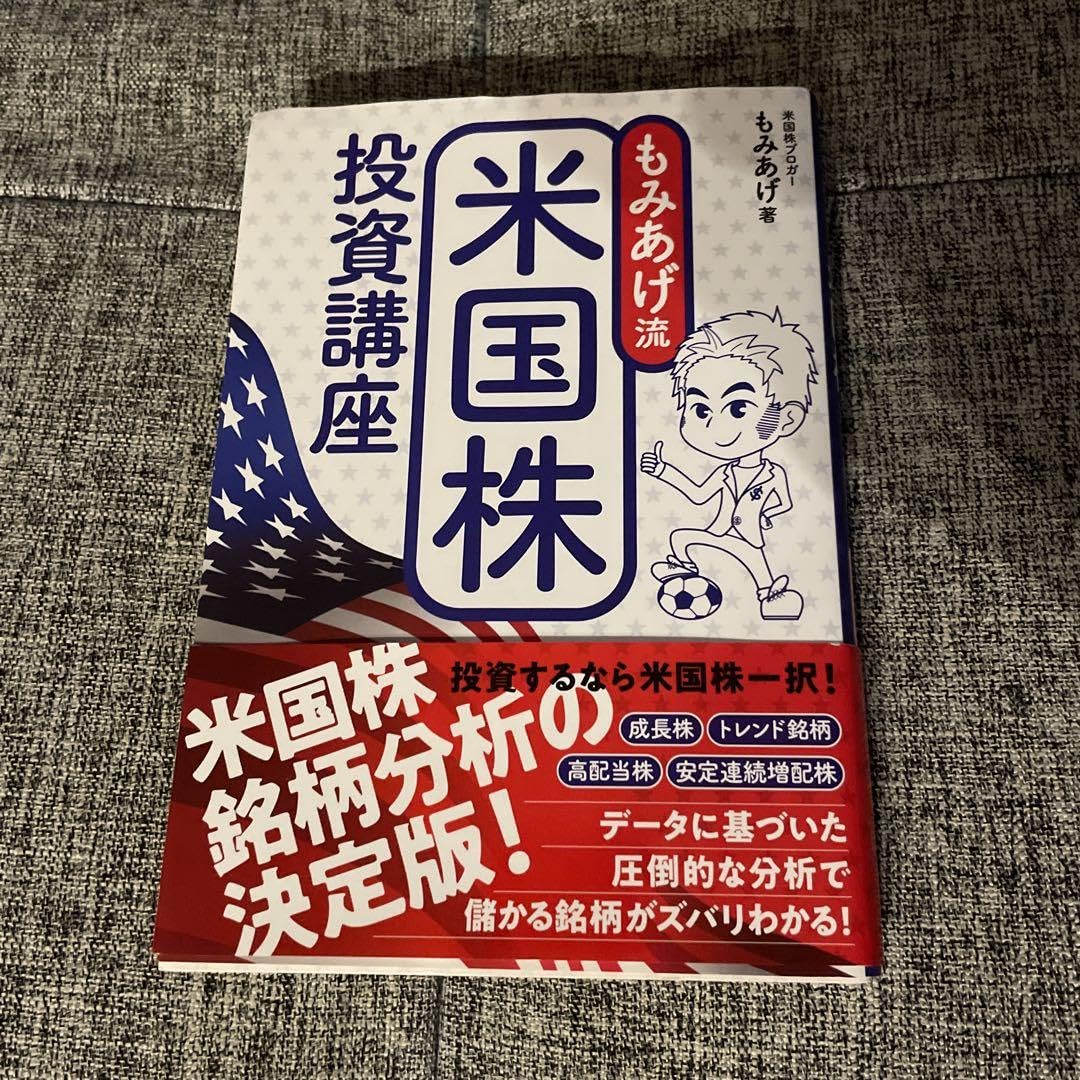 米国株ブロガー
もみあげ 著
もみあげ流
米国株
投資講座
投資するなら米国株一択!
米国株
銘柄分析の
決定版!
成長株
トレンド銘柄
高配当株
安定連続増配株
データに基づいた
圧倒的な分析で
儲かる銘柄がズバリわかる!